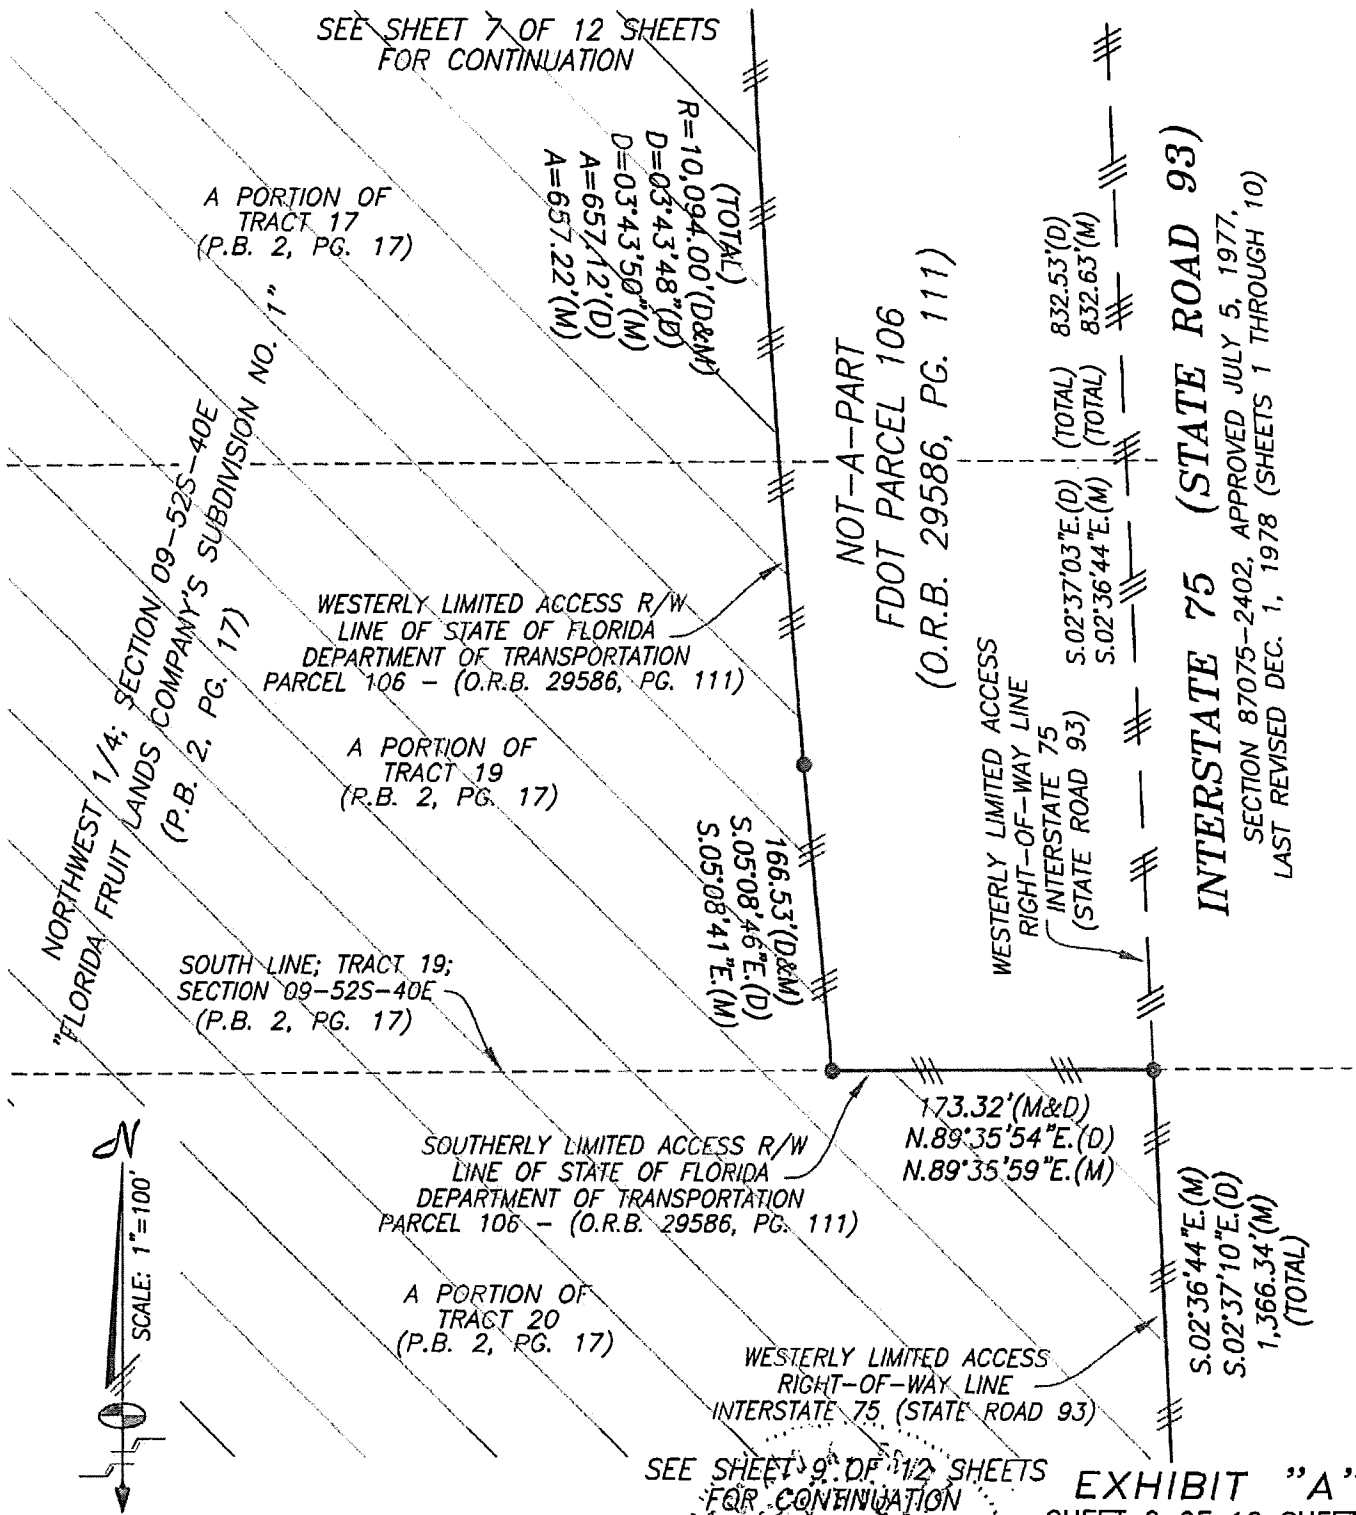 SEE SHEET 7 OF 12 SHEETS
FOR CONTINUATION
(TOTAL)
R=10,094.00'(D&M)
D=03°43'48"(D)
D=03°43'50"(M)
A=657.12'(D)
A=657.22'(M)
A PORTION OF
TRACT 17
(P.B. 2, PG. 17)
NORTHWEST 1/4; SECTION 09-52S-40E
"FLORIDA FRUIT LANDS COMPANY'S SUBDIVISION NO. 1"
(P.B. 2, PG. 17)
NOT-A-PART
FDOT PARCEL 106
(O.R.B. 29586, PG. 111)
S.02°37'03"E.(D) (TOTAL) 832.53'(D)
S.02°36'44"E.(M) (TOTAL) 832.63'(M)
INTERSTATE 75 (STATE ROAD 93)
SECTION 87075-2402, APPROVED JULY 5, 1977,
LAST REVISED DEC. 1, 1978 (SHEETS 1 THROUGH 10)
WESTERLY LIMITED ACCESS R/W
LINE OF STATE OF FLORIDA
DEPARTMENT OF TRANSPORTATION
PARCEL 106 - (O.R.B. 29586, PG. 111)
WESTERLY LIMITED ACCESS
RIGHT-OF-WAY LINE
INTERSTATE 75
(STATE ROAD 93)
A PORTION OF
TRACT 19
(P.B. 2, PG. 17)
166.53'(D&M)
S.05°08'46"E.(D)
S.05°08'41"E.(M)
SOUTH LINE; TRACT 19;
SECTION 09-52S-40E
(P.B. 2, PG. 17)
173.32'(M&D)
N.89°35'54"E.(D)
N.89°35'59"E.(M)
SOUTHERLY LIMITED ACCESS R/W
LINE OF STATE OF FLORIDA
DEPARTMENT OF TRANSPORTATION
PARCEL 106 - (O.R.B. 29586, PG. 111)
S.02°36'44"E.(M)
S.02°37'10"E.(D)
1,366.34'(M)
(TOTAL)
N
SCALE: 1"=100'
A PORTION OF
TRACT 20
(P.B. 2, PG. 17)
WESTERLY LIMITED ACCESS
RIGHT-OF-WAY LINE
INTERSTATE 75 (STATE ROAD 93)
SEE SHEET 9 OF 12 SHEETS
FOR CONTINUATION
EXHIBIT "A"